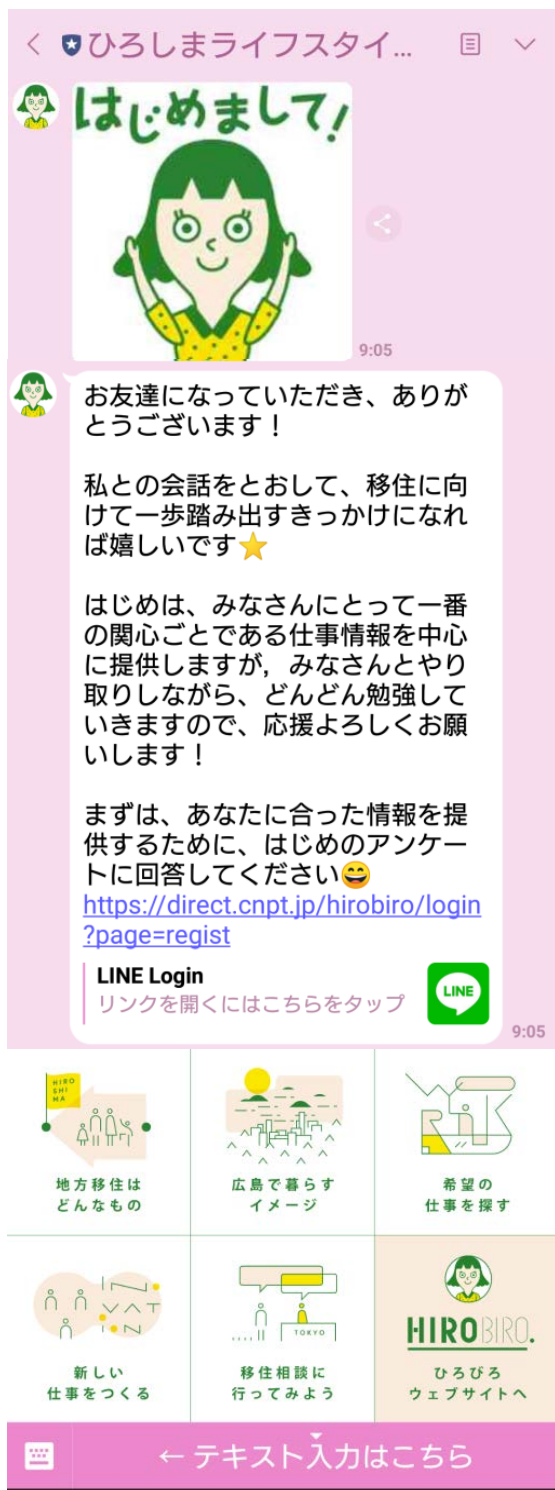 ひろしまライフスタイ...
はじめまして!
9:05
お友達になっていただき、ありが
とうございます！
私との会話をとおして、移住に向
けて一歩踏み出すきっかけになれ
ば嬉しいです⭐
はじめは、みなさんにとって一番
の関心ごとである仕事情報を中心
に提供しますが，みなさんとやり
取りしながら、どんどん勉強して
いきますので、応援よろしくお願
いします！
まずは、あなたに合った情報を提
供するために、はじめのアンケー
トに回答してください😄
https://direct.cnpt.jp/hirobiro/login
?page=regist
LINE Login
リンクを開くにはこちらをタップ
LINE
9:05
HIRO
SHI
MA
地方移住は
どんなもの
広島で暮らす
イメージ
希望の
仕事を探す
IN.
VAT
ION
新しい
仕事をつくる
TOKYO
移住相談に
行ってみよう
HIROBIRO.
ひろびろ
ウェブサイトへ
← テキスト入力はこちら